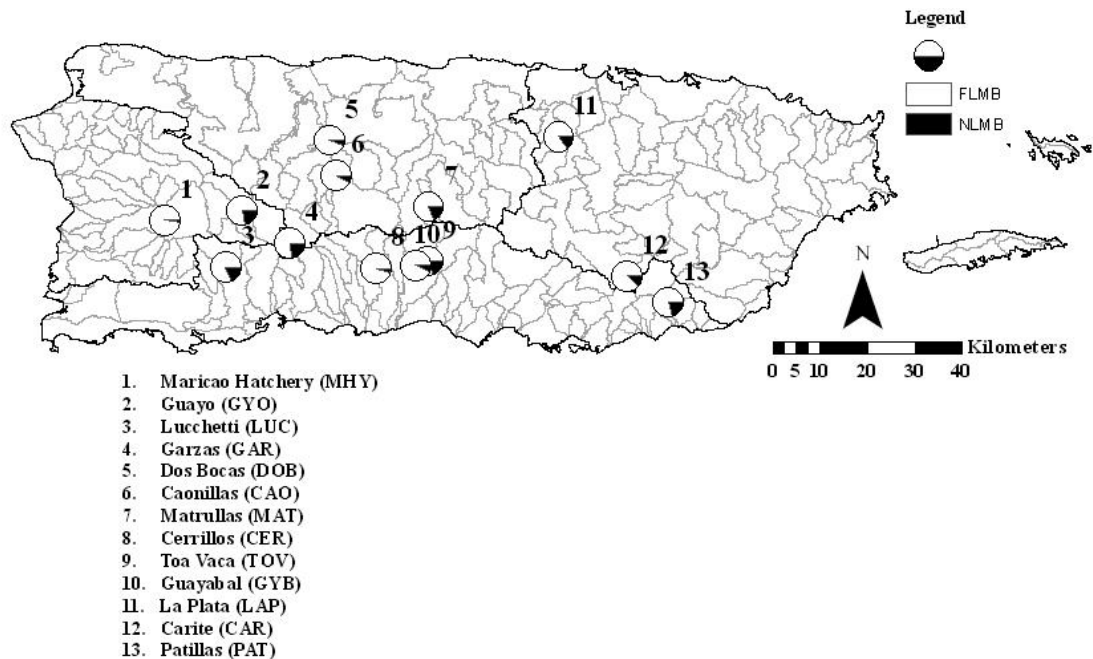 Legend
FLMB
NLMB
5
11
6
2
7
1
4
9
3
8
10
12
13
N
Kilometers
0 5 10 20 30 40
1. Maricao Hatchery (MHY)
2. Guayo (GYO)
3. Lucchetti (LUC)
4. Garzas (GAR)
5. Dos Bocas (DOB)
6. Caonillas (CAO)
7. Matrullas (MAT)
8. Cerrillos (CER)
9. Toa Vaca (TOV)
10. Guayabal (GYB)
11. La Plata (LAP)
12. Carite (CAR)
13. Patillas (PAT)